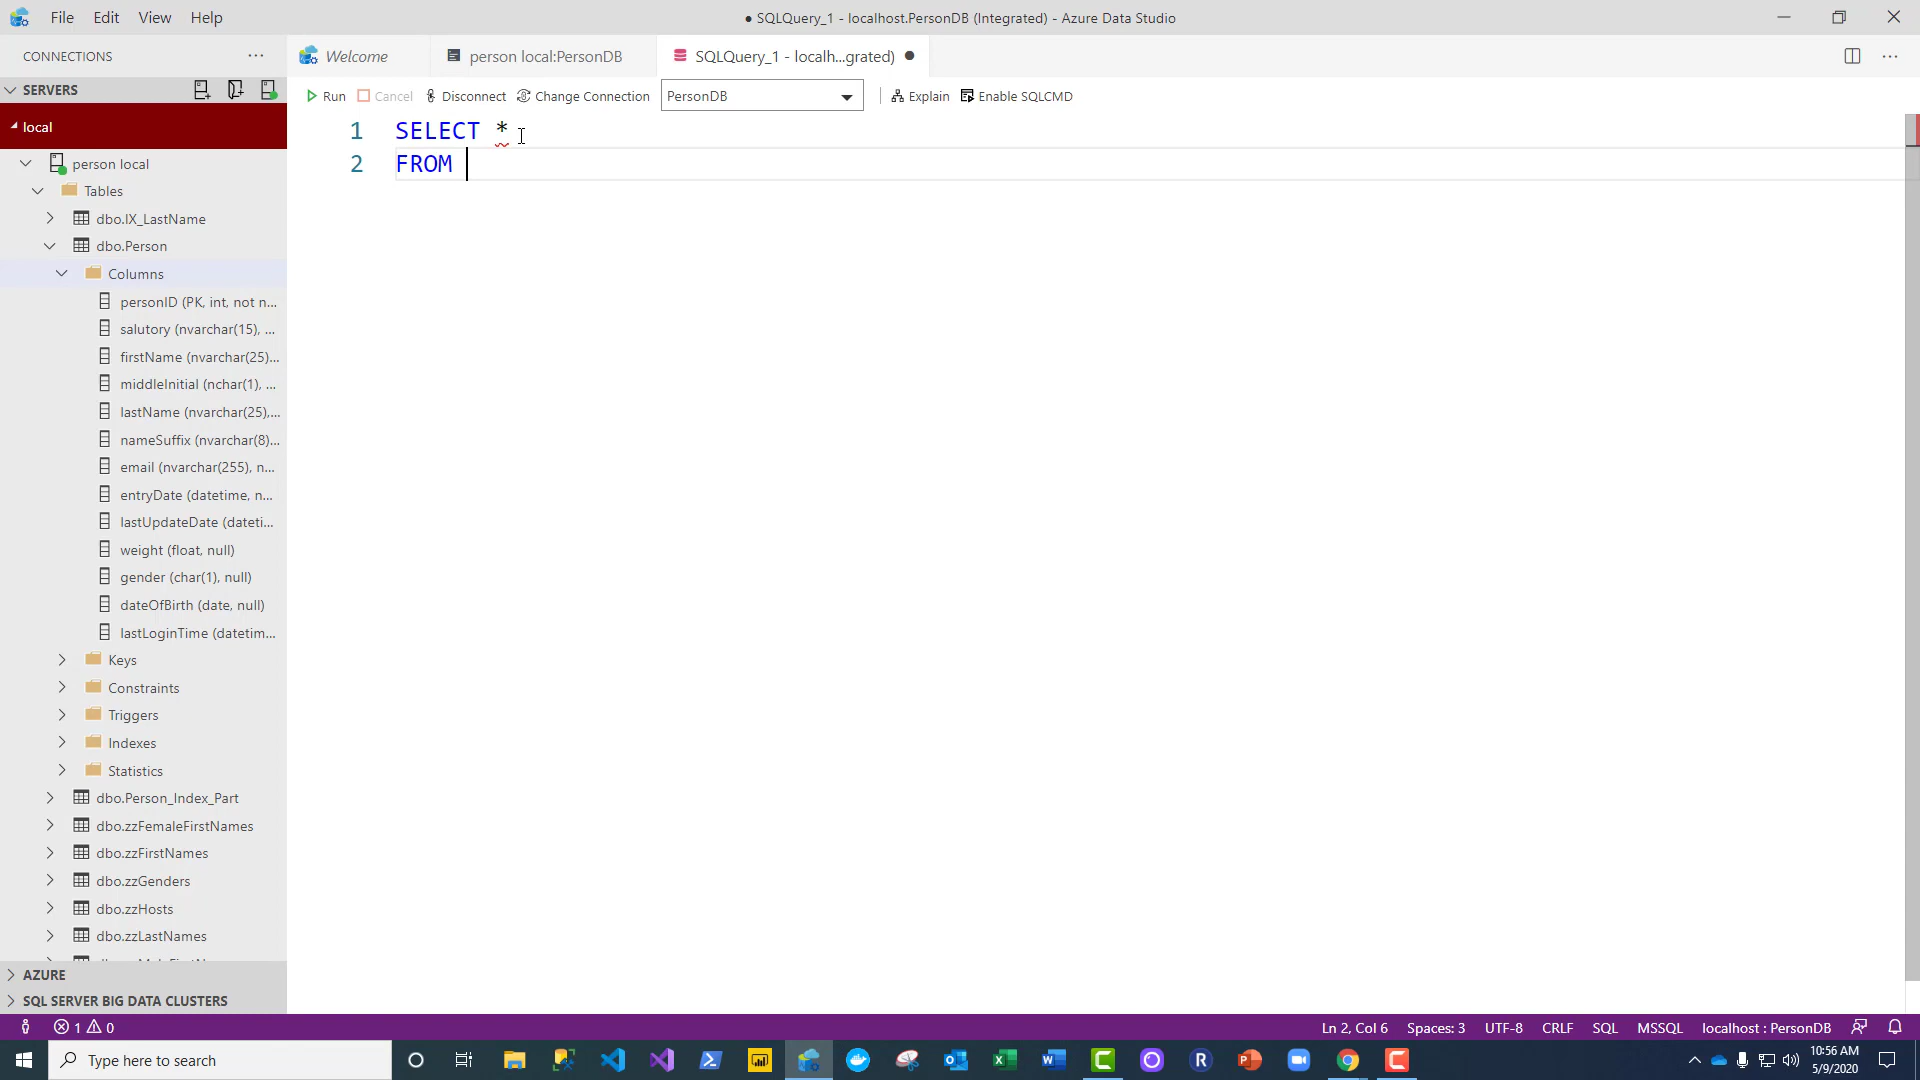 File Edit View Help
● SQLQuery_1 - localhost.PersonDB (Integrated) - Azure Data Studio
CONNECTIONS
Welcome
person local:PersonDB
SQLQuery_1 - localh...grated)
SERVERS
Run Cancel Disconnect Change Connection PersonDB Explain Enable SQLCMD
local
1 SELECT *
2 FROM
person local
Tables
dbo.IX_LastName
dbo.Person
Columns
personID (PK, int, not n...
salutory (nvarchar(15), ...
firstName (nvarchar(25)...
middleInitial (nchar(1), ...
lastName (nvarchar(25),...
nameSuffix (nvarchar(8)...
email (nvarchar(255), n...
entryDate (datetime, n...
lastUpdateDate (dateti...
weight (float, null)
gender (char(1), null)
dateOfBirth (date, null)
lastLoginTime (datetim...
Keys
Constraints
Triggers
Indexes
Statistics
dbo.Person_Index_Part
dbo.zzFemaleFirstNames
dbo.zzFirstNames
dbo.zzGenders
dbo.zzHosts
dbo.zzLastNames
AZURE
SQL SERVER BIG DATA CLUSTERS
1 0
Ln 2, Col 6 Spaces: 3 UTF-8 CRLF SQL MSSQL localhost : PersonDB
Type here to search
10:56 AM
5/9/2020